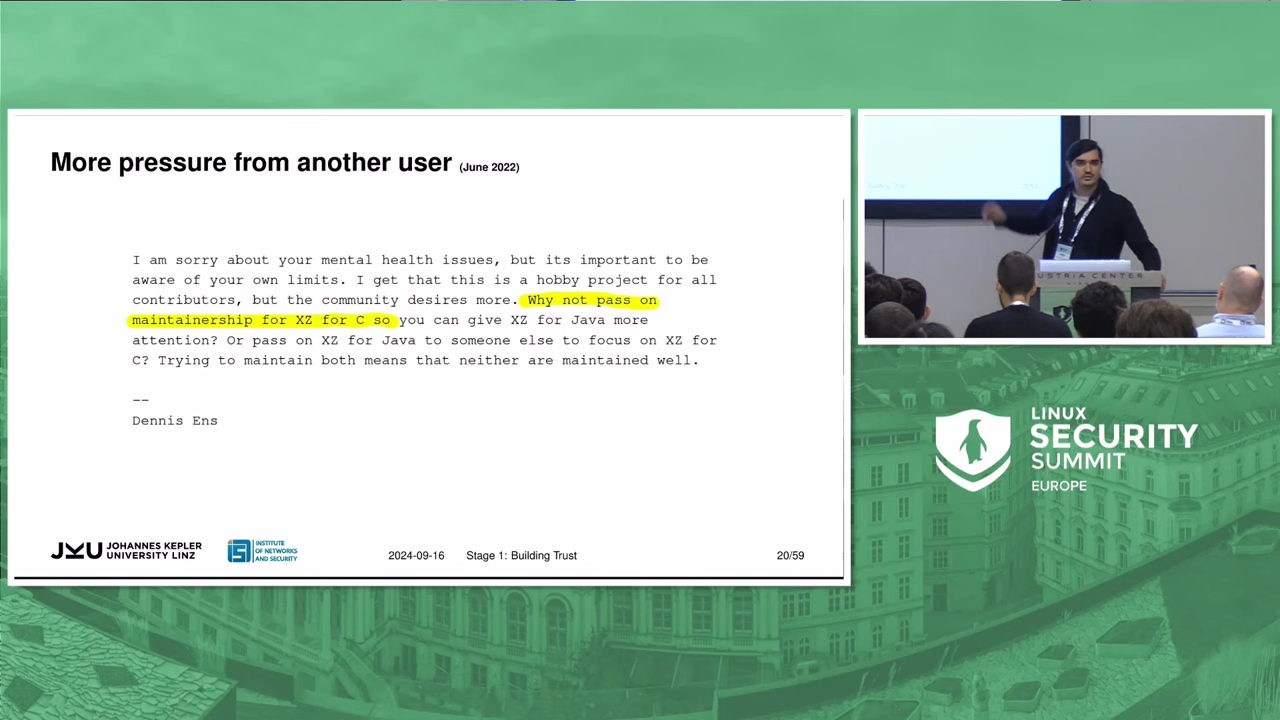 More pressure from another user (June 2022)
I am sorry about your mental health issues, but its important to be
aware of your own limits. I get that this is a hobby project for all
contributors, but the community desires more. Why not pass on
maintainership for XZ for C so you can give XZ for Java more
attention? Or pass on XZ for Java to someone else to focus on XZ for
C? Trying to maintain both means that neither are maintained well.
--
Dennis Ens
JKU JOHANNES KEPLER
UNIVERSITY LINZ
INSTITUTE
OF NETWORKS
AND SECURITY
2024-09-16 Stage 1: Building Trust 20/59
USTRIA CENTER
LINUX
SECURITY
SUMMIT
EUROPE